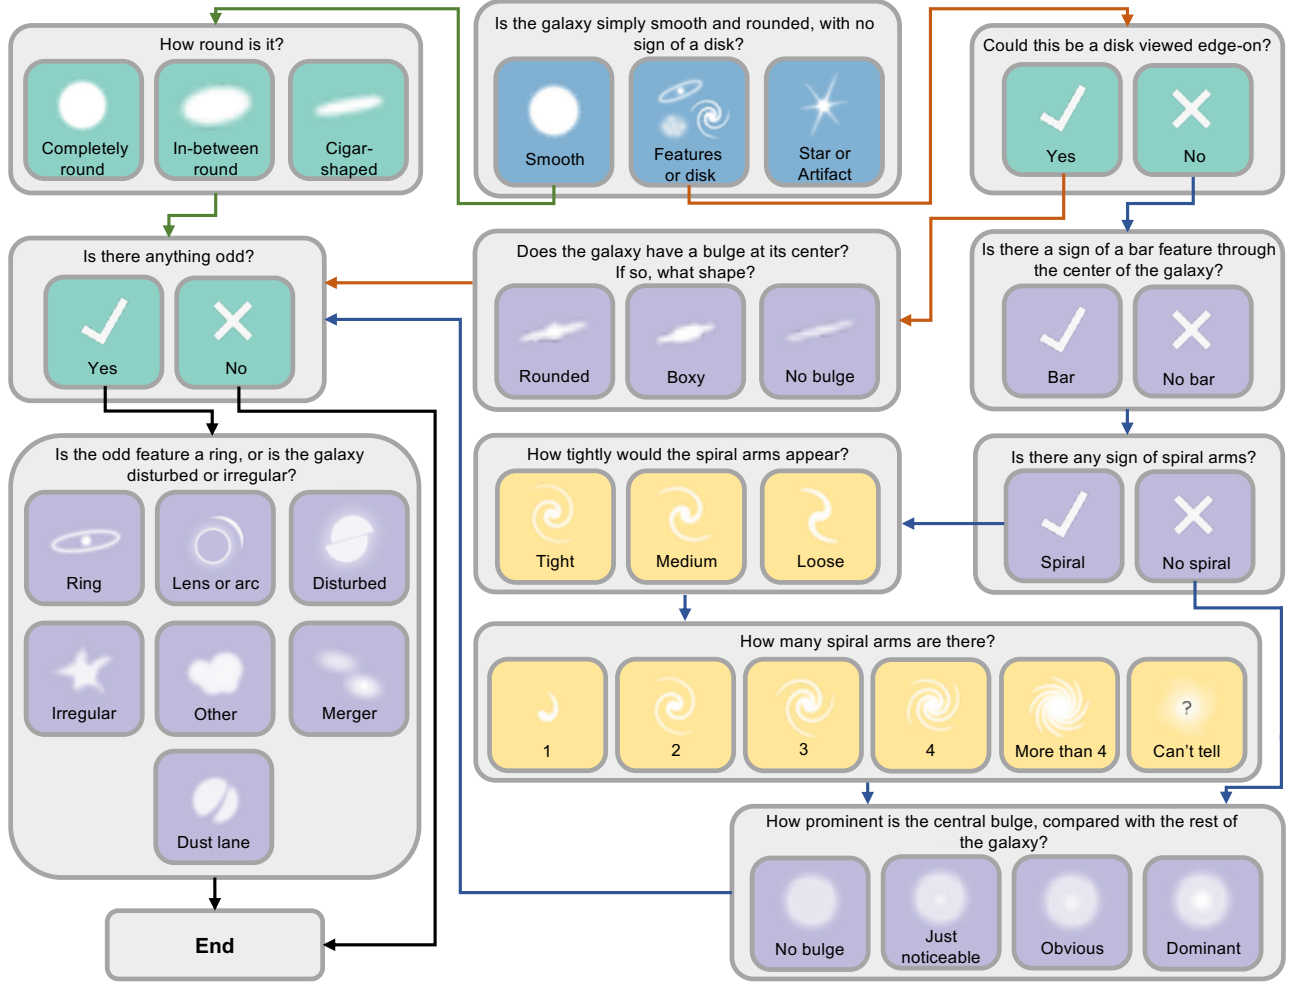 How round is it?
Completely
round
In-between
round
Cigar-
shaped
Is the galaxy simply smooth and rounded, with no
sign of a disk?
Smooth
Features
or disk
Star or
Artifact
Could this be a disk viewed edge-on?
Yes
No
Is there anything odd?
Yes
No
Does the galaxy have a bulge at its center?
If so, what shape?
Rounded
Boxy
No bulge
Is there a sign of a bar feature through
the center of the galaxy?
Bar
No bar
Is the odd feature a ring, or is the galaxy
disturbed or irregular?
Ring
Lens or arc
Disturbed
Irregular
Other
Merger
Dust lane
How tightly would the spiral arms appear?
Tight
Medium
Loose
Is there any sign of spiral arms?
Spiral
No spiral
How many spiral arms are there?
1
2
3
4
More than 4
?
Can't tell
How prominent is the central bulge, compared with the rest of
the galaxy?
No bulge
Just
noticeable
Obvious
Dominant
End